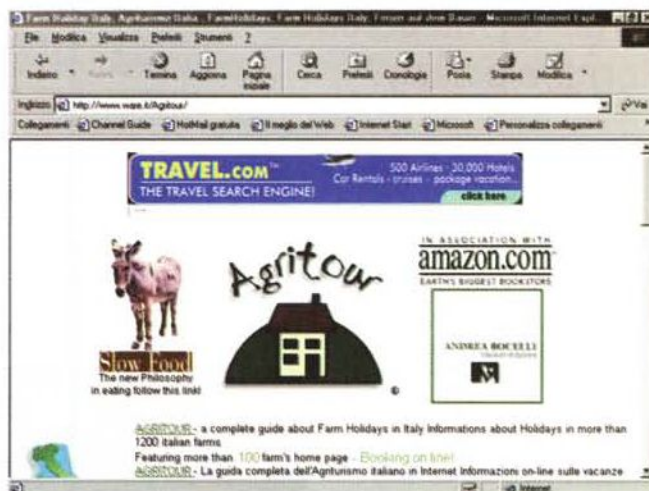 Farm Holiday Italy, Agriturismo Italia, FarmHolidays, Farm Holidays Italy, Ferien auf dem Bauer - Microsoft Internet Expl...
File Modifica Visualizza Preferiti Strumenti ?
Indietro Termina Aggiorna Pagina iniziale Cerca Preferiti Cronologia Posta Stampa Modifica
Indirizzo http://www.ware.it/Agritour/ Vai
Collegamenti Channel Guide HotMail gratuita Il meglio del Web Internet Start Microsoft Personalizza collegamenti
TRAVEL.COM™
THE TRAVEL SEARCH ENGINE!
500 Airlines - 30,000 Hotels
Car Rentals - cruises - package vacation...
click here
Slow Food
The new Philosophy
in eating follow this link!
Agritour
©
IN ASSOCIATION WITH
amazon.com
EARTH'S BIGGEST BOOKSTORE
ANDREA BOCELLI
AGRITOUR - a complete guide about Farm Holidays in Italy Informations about Holidays in more than
1200 italian farms
Featuring more than 100 farm's home page - Booking on line!
AGRITOUR - La guida completa dell'Agriturismo italiano in Internet Informazioni on-line sulle vacanze
Internet